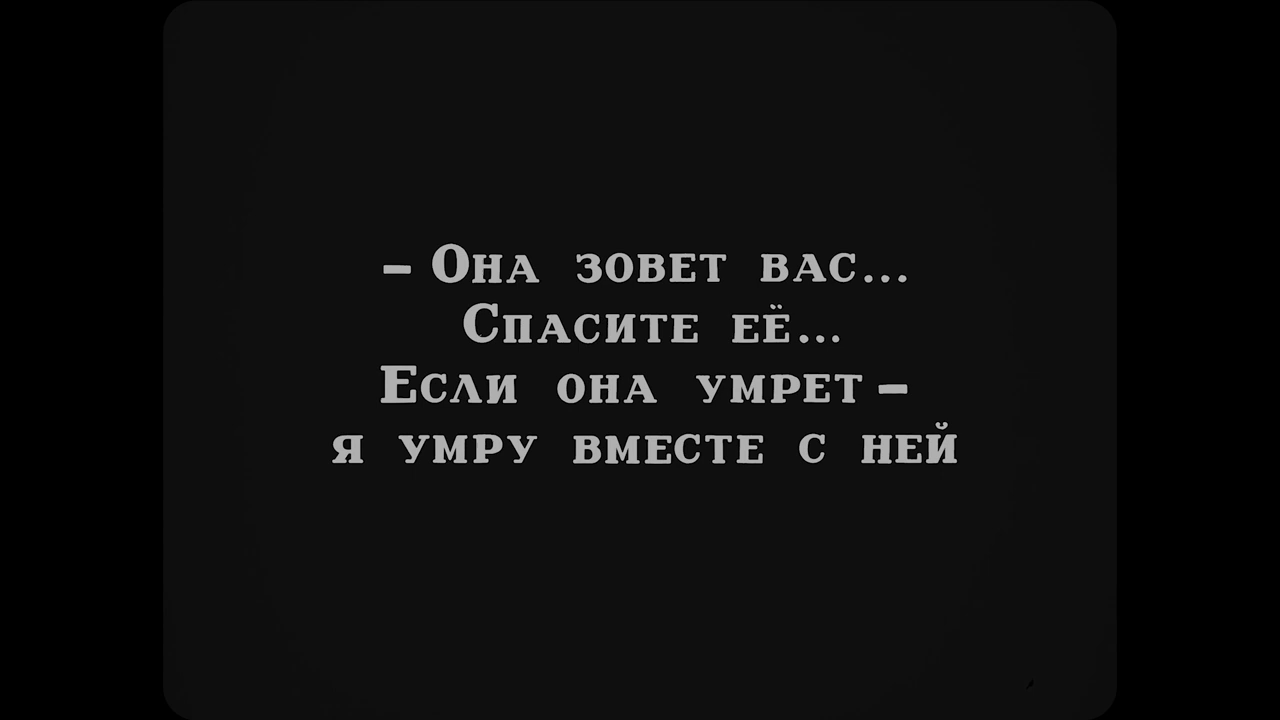 – Она зовет вас...
Спасите её...
Если она умрет –
я умру вместе с ней